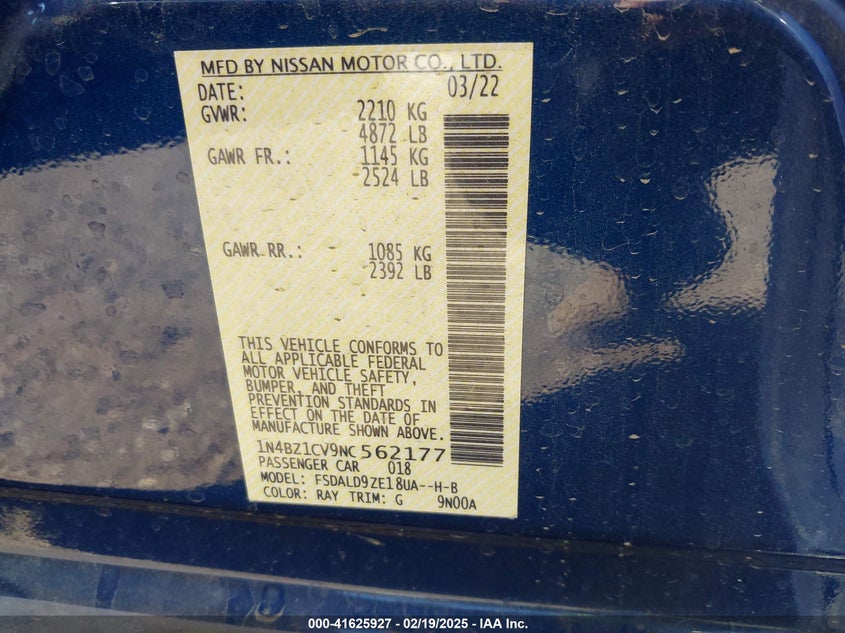 MFD BY NISSAN MOTOR CO., LTD.
DATE: 03/22
GVWR: 2210 KG
4872 LB
GAWR FR.: 1145 KG
2524 LB
GAWR RR.: 1085 KG
2392 LB
THIS VEHICLE CONFORMS TO
ALL APPLICABLE FEDERAL
MOTOR VEHICLE SAFETY,
BUMPER, AND THEFT
PREVENTION STANDARDS IN
EFFECT ON THE DATE OF
MANUFACTURE SHOWN ABOVE.
1N4BZ1CV9NC562177
PASSENGER CAR 018
MODEL: FSDALD9ZE18UA--H-B
COLOR: RAY TRIM: G 9N00A
000-41625927 - 02/19/2025 - IAA Inc.